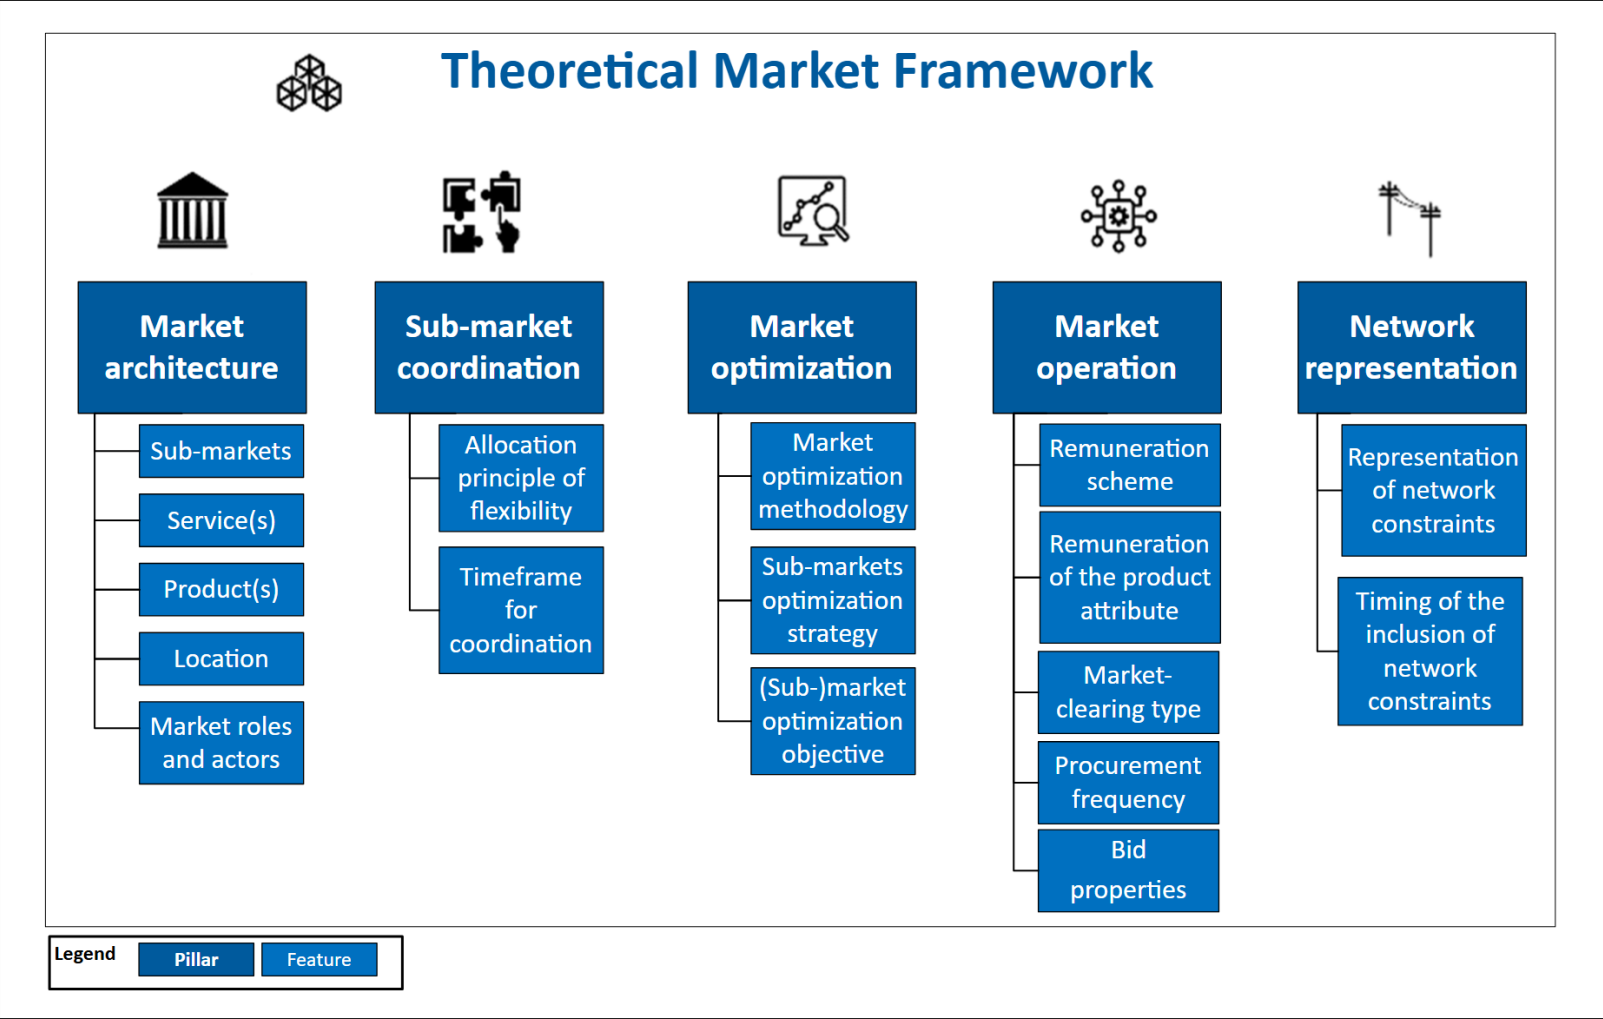 Theoretical Market Framework
Market
architecture
Sub-markets
Service(s)
Product(s)
Location
Market roles
and actors
Sub-market
coordination
Allocation
principle of
flexibility
Timeframe
for
coordination
Market
optimization
Market
optimization
methodology
Sub-markets
optimization
strategy
(Sub-)market
optimization
objective
Market
operation
Remuneration
scheme
Remuneration
of the product
attribute
Market-
clearing type
Procurement
frequency
Bid
properties
Network
representation
Representation
of network
constraints
Timing of the
inclusion of
network
constraints
Legend
Pillar
Feature